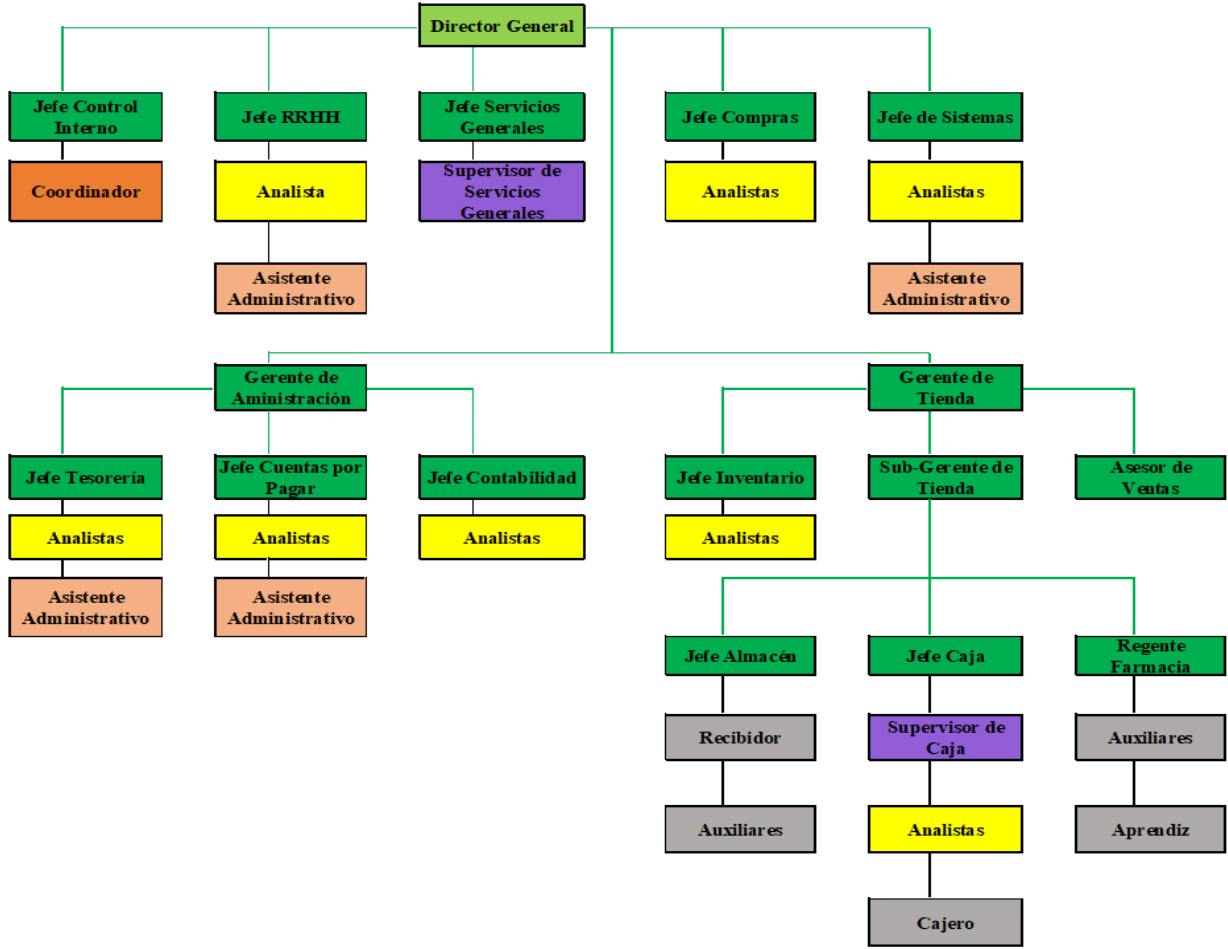 Director General
Jefe Control
Interno
Jefe RRHH
Jefe Servicios
Generales
Jefe Compras
Jefe de Sistemas
Coordinador
Analista
Supervisor de
Servicios
Generales
Analistas
Analistas
Asistente
Administrativo
Asistente
Administrativo
Gerente de
Aministración
Gerente de
Tienda
Jefe Tesorería
Jefe Cuentas por
Pagar
Jefe Contabilidad
Jefe Inventario
Sub-Gerente de
Tienda
Asesor de
Ventas
Analistas
Analistas
Analistas
Analistas
Asistente
Administrativo
Asistente
Administrativo
Jefe Almacén
Jefe Caja
Regente
Farmacia
Recibidor
Supervisor de
Caja
Auxiliares
Auxiliares
Analistas
Aprendiz
Cajero